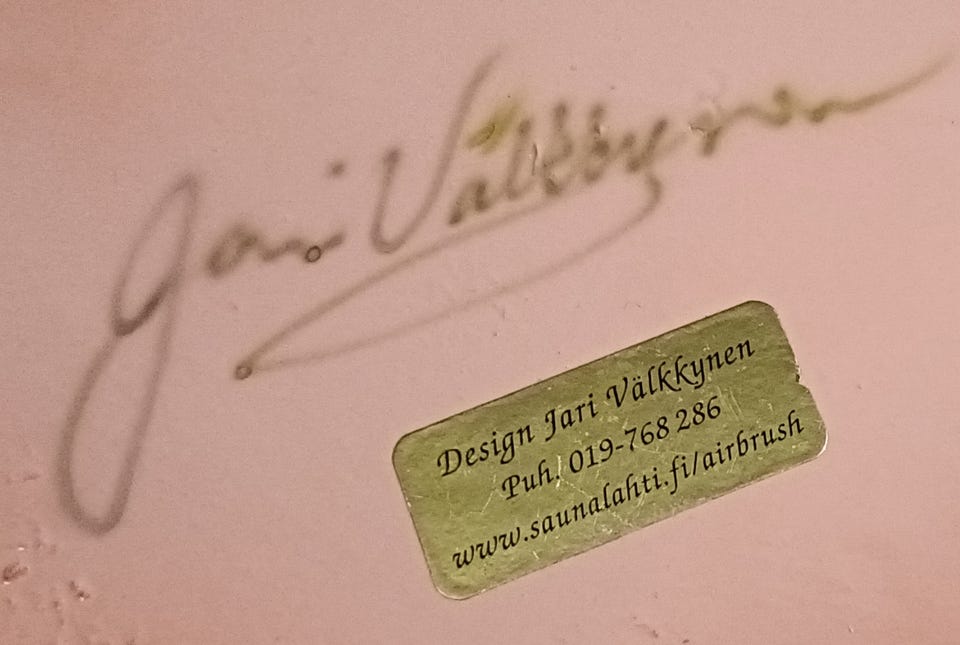 Jari Välkkynen
Design Jari Välkkynen
Puh. 019-768 286
www.saunalahti.fi/airbrush